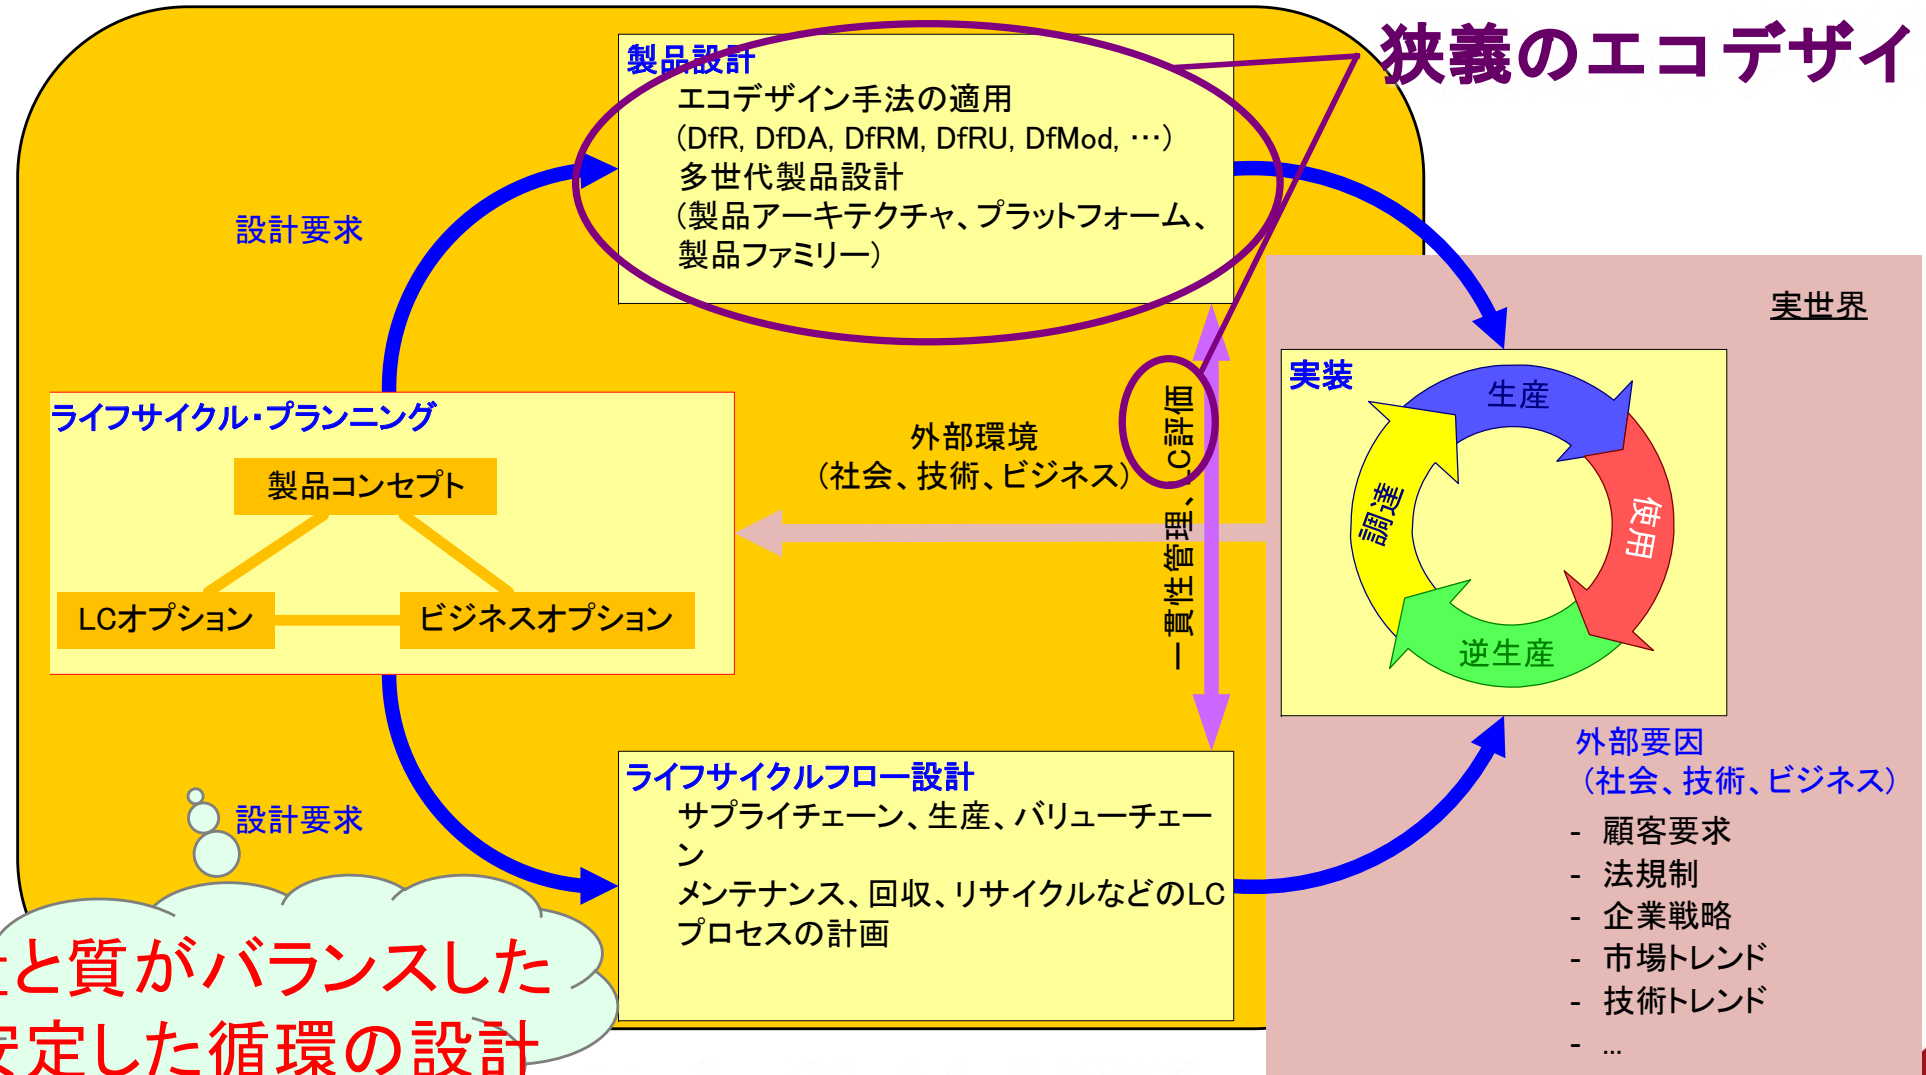 狭義のエコデザイ
製品設計
エコデザイン手法の適用
(DfR, DfDA, DfRM, DfRU, DfMod, …)
多世代製品設計
(製品アーキテクチャ、プラットフォーム、
製品ファミリー)
設計要求
実世界
ライフサイクル・プランニング
製品コンセプト
LCオプション
ビジネスオプション
外部環境
(社会、技術、ビジネス)
一貫性管理、LC評価
実装
生産
使用
逆生産
調達
外部要因
(社会、技術、ビジネス)
- 顧客要求
- 法規制
- 企業戦略
- 市場トレンド
- 技術トレンド
- ...
設計要求
ライフサイクルフロー設計
サプライチェーン、生産、バリューチェー
ン
メンテナンス、回収、リサイクルなどのLC
プロセスの計画
と質がバランスした
安定した循環の設計